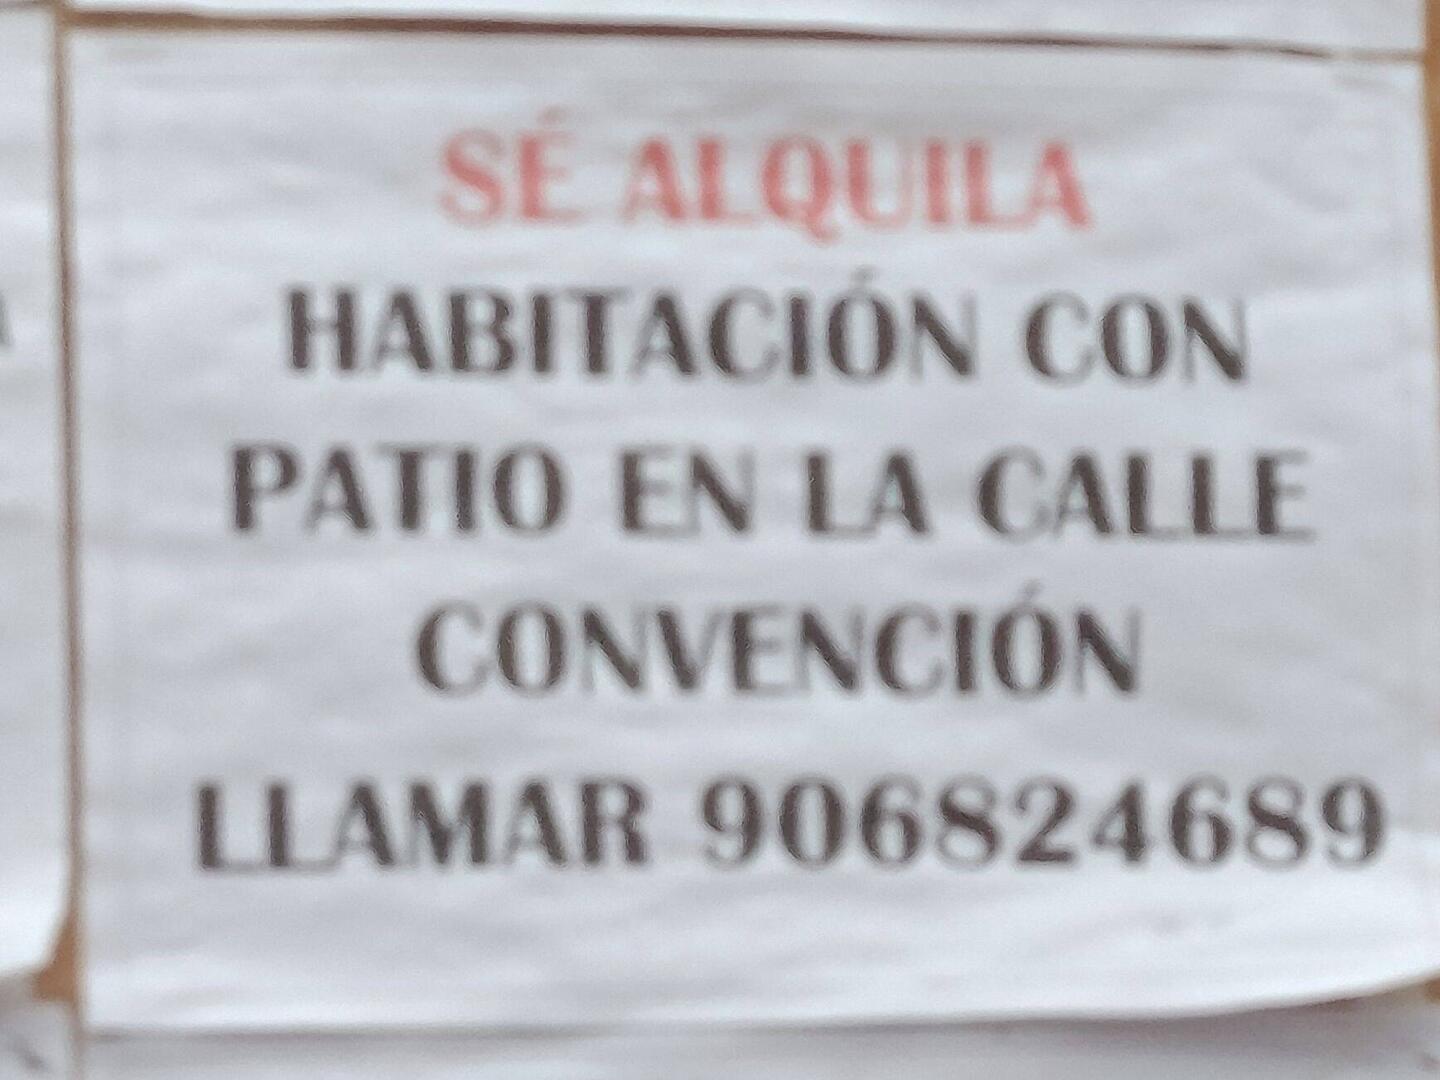 SÉ ALQUILA
HABITACIÓN CON
PATIO EN LA CALLE
CONVENCIÓN
LLAMAR 906824689